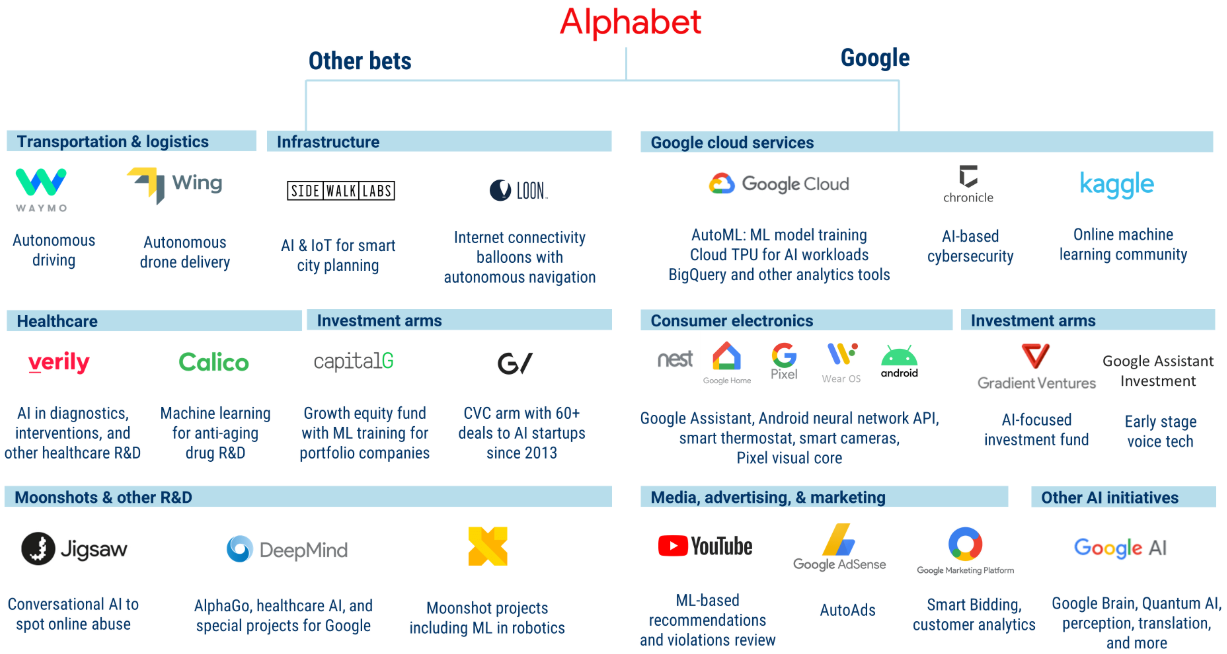 Alphabet
Other bets
Google
Transportation & logistics
Infrastructure
WAYMO
Wing
SIDE WALK LABS
LOON
Autonomous
driving
Autonomous
drone delivery
AI & IoT for smart
city planning
Internet connectivity
balloons with
autonomous navigation
Google cloud services
Google Cloud
chronicle
kaggle
AutoML: ML model training
Cloud TPU for AI workloads
BigQuery and other analytics tools
AI-based
cybersecurity
Online machine
learning community
Healthcare
Investment arms
verily
Calico
capitalG
G/
AI in diagnostics,
interventions, and
other healthcare R&D
Machine learning
for anti-aging
drug R&D
Growth equity fund
with ML training for
portfolio companies
CVC arm with 60+
deals to AI startups
since 2013
Consumer electronics
Investment arms
nest
Google Home
G
Pixel
Wear OS
android
Gradient Ventures
Google Assistant
Investment
Google Assistant, Android neural network API,
smart thermostat, smart cameras,
Pixel visual core
AI-focused
investment fund
Early stage
voice tech
Moonshots & other R&D
Jigsaw
DeepMind
X
Conversational AI to
spot online abuse
AlphaGo, healthcare AI, and
special projects for Google
Moonshot projects
including ML in robotics
Media, advertising, & marketing
Other AI initiatives
YouTube
Google AdSense
Google Marketing Platform
Google AI
ML-based
recommendations
and violations review
AutoAds
Smart Bidding,
customer analytics
Google Brain, Quantum AI,
perception, translation,
and more